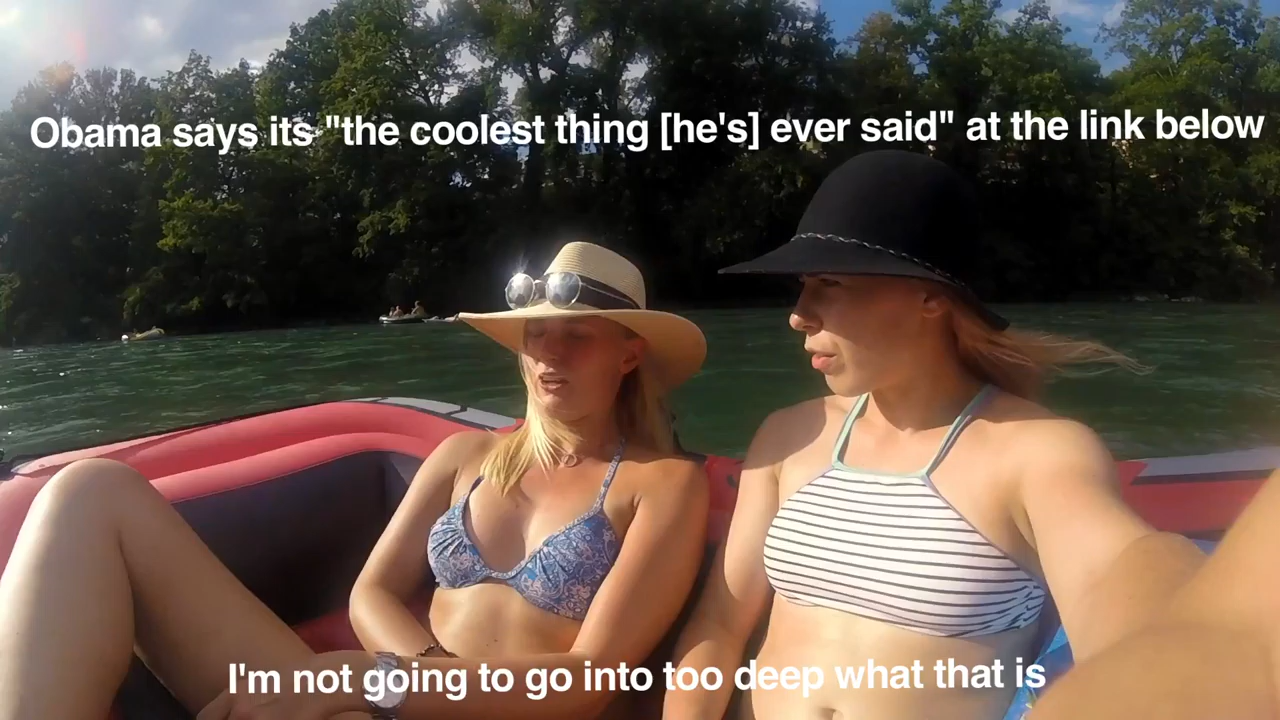 Obama says its "the coolest thing [he's] ever said" at the link below
I'm not going to go into too deep what that is